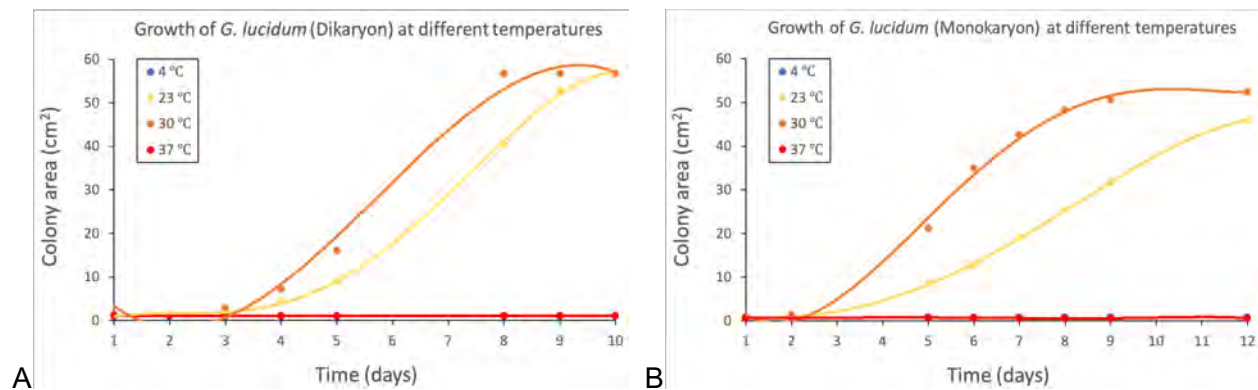 Growth of G. lucidum (Dikaryon) at different temperatures
60
50
40
30
20
10
0
Colony area (cm²)
4 °C
23 °C
30 °C
37 °C
1 2 3 4 5 6 7 8 9 10
Time (days)
A
Growth of G. lucidum (Monokaryon) at different temperatures
60
50
40
30
20
10
0
Colony area (cm²)
4 °C
23 °C
30 °C
37 °C
1 2 3 4 5 6 7 8 9 10 11 12
Time (days)
B